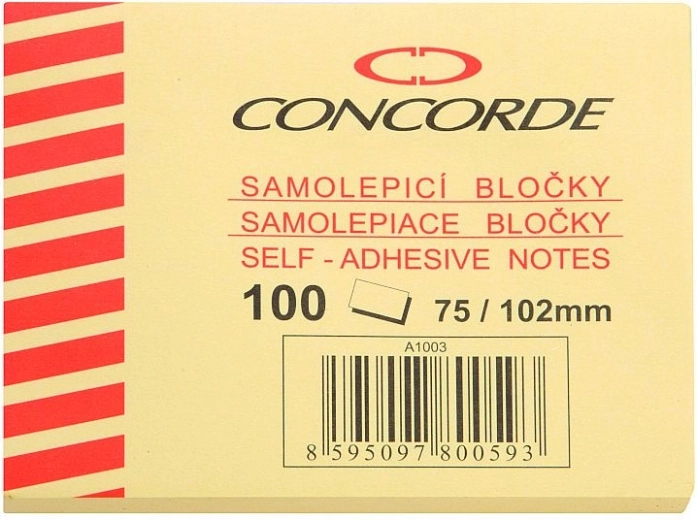 CONCORDE
SAMOLEPICÍ BLOČKY
SAMOLEPIACE BLOČKY
SELF - ADHESIVE NOTES
100 75 / 102mm
A1003
8 595097 800593